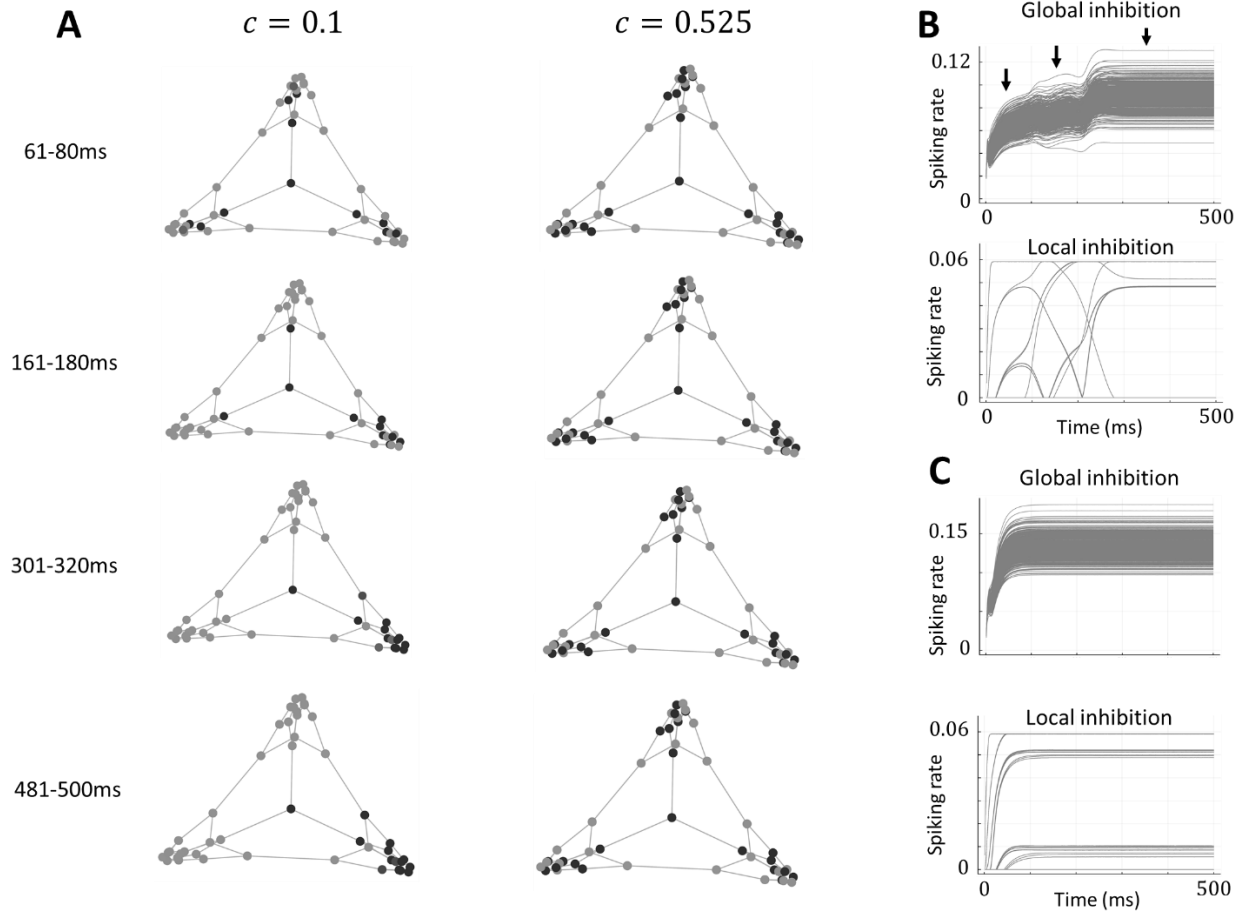 A
c = 0.1
c = 0.525
61-80ms
161-180ms
301-320ms
481-500ms
B
Global inhibition
0.12
Spiking rate
0
0
500
Local inhibition
0.06
Spiking rate
0
0
500
Time (ms)
C
Global inhibition
0.15
Spiking rate
0
Local inhibition
0.06
Spiking rate
0
0
500
Time (ms)